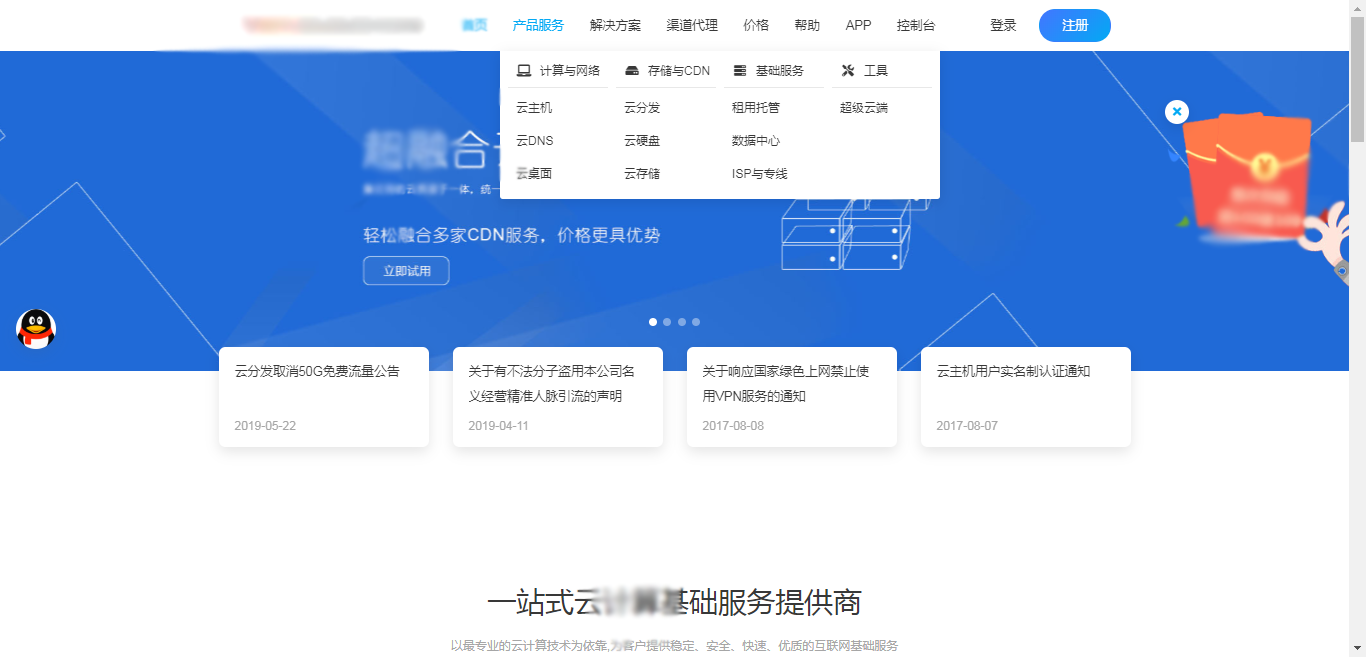 首页 产品服务 解决方案 渠道代理 价格 帮助 APP 控制台 登录 注册
计算与网络 存储与CDN 基础服务 工具
云主机 云分发 租用托管 超级云端
云DNS 云硬盘 数据中心
云桌面 云存储 ISP与专线
超融合
一体，统一
轻松融合多家CDN服务，价格更具优势
立即试用
云分发取消50G免费流量公告
2019-05-22
关于有不法分子盗用本公司名
义经营精准人脉引流的声明
2019-04-11
关于响应国家绿色上网禁止使
用VPN服务的通知
2017-08-08
云主机用户实名制认证通知
2017-08-07
一站式云计算基础服务提供商
以最专业的云计算技术为依靠,为客户提供稳定、安全、快速、优质的互联网基础服务